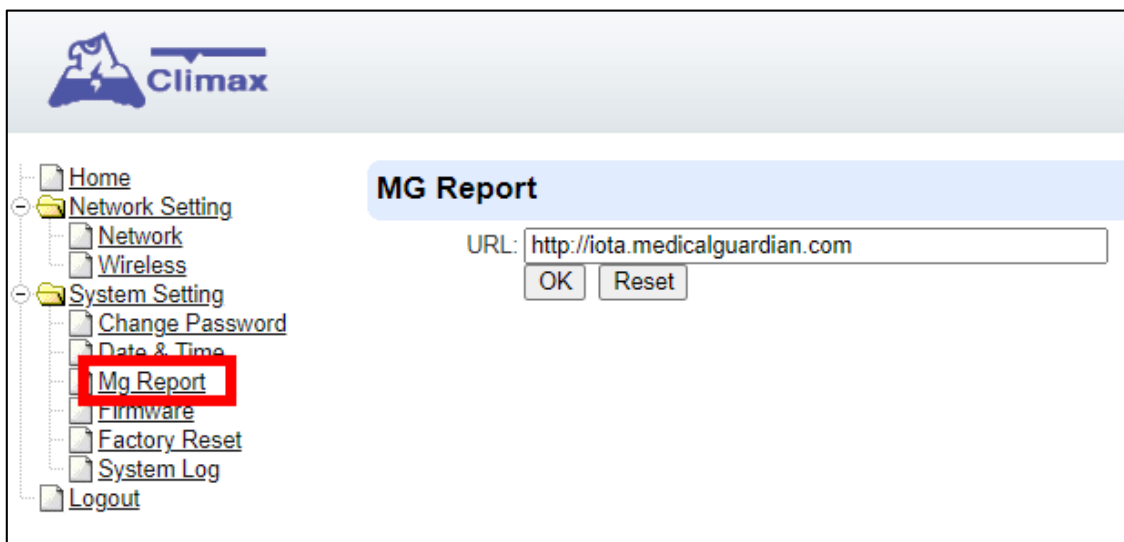 Climax
Home
Network Setting
Network
Wireless
System Setting
Change Password
Date & Time
Mg Report
Firmware
Factory Reset
System Log
Logout
MG Report
URL: http://iota.medicalguardian.com
OK Reset